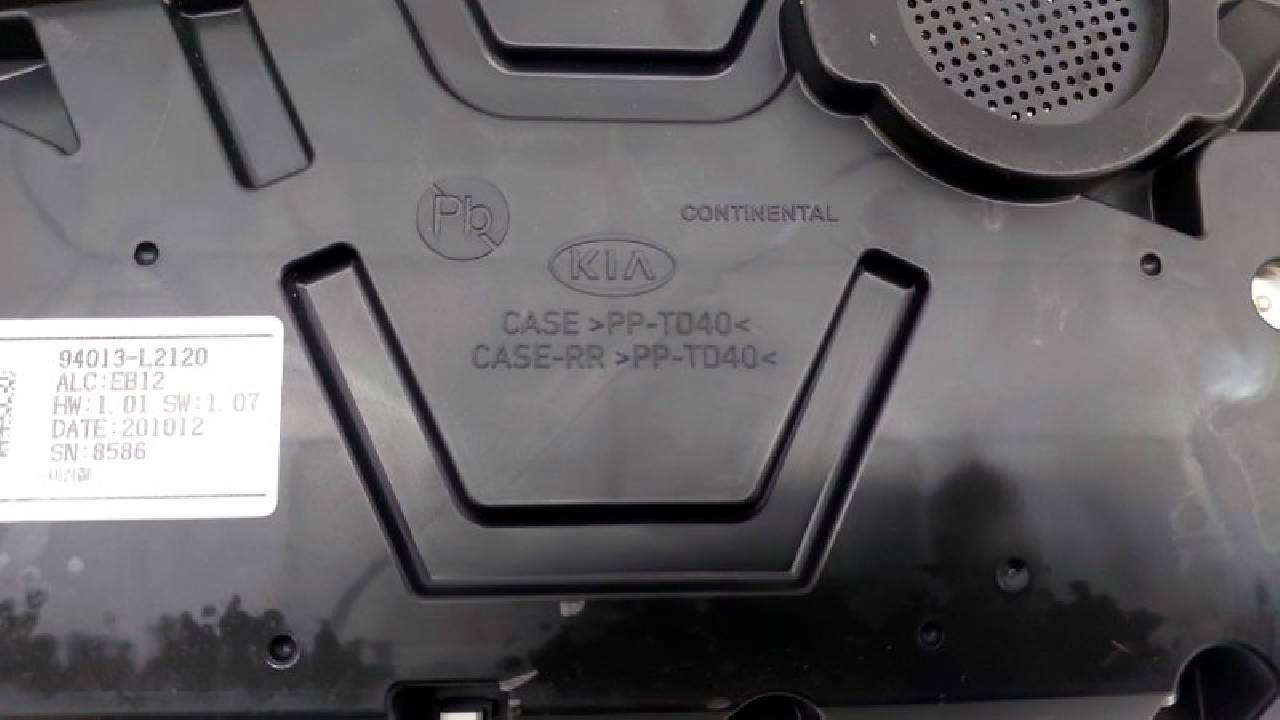 Pb
CONTINENTAL
KIA
CASE >PP-TD40<
CASE-RR >PP-TD40<
94013-L2120
ALC:EB12
HW:1.01 SW:1.07
DATE:201012
SN:8586